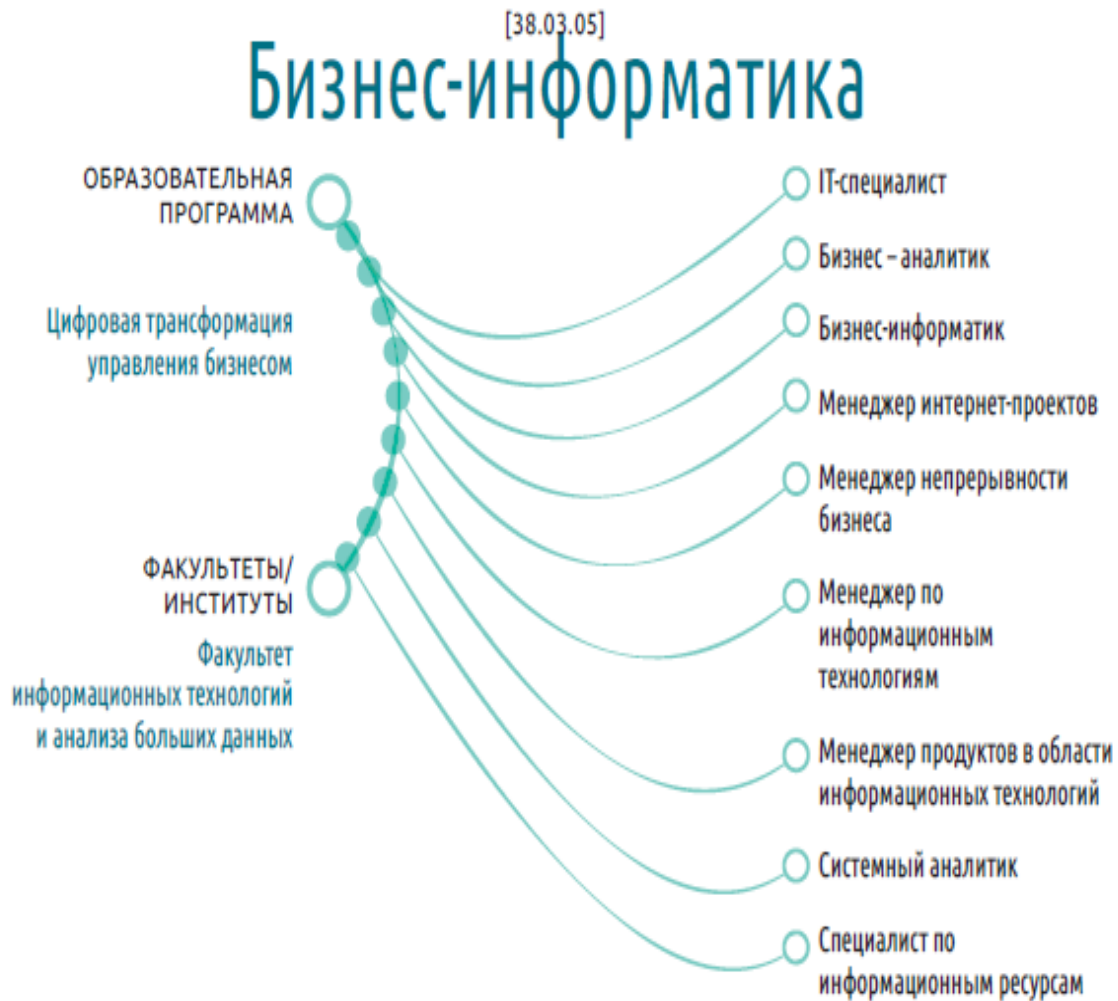 [38.03.05]
Бизнес-информатика
ОБРАЗОВАТЕЛЬНАЯ
ПРОГРАММА
Цифровая трансформация
управления бизнесом
ФАКУЛЬТЕТЫ/
ИНСТИТУТЫ
Факультет
информационных технологий
и анализа больших данных
IT-специалист
Бизнес – аналитик
Бизнес-информатик
Менеджер интернет-проектов
Менеджер непрерывности
бизнеса
Менеджер по
информационным
технологиям
Менеджер продуктов в области
информационных технологий
Системный аналитик
Специалист по
информационным ресурсам